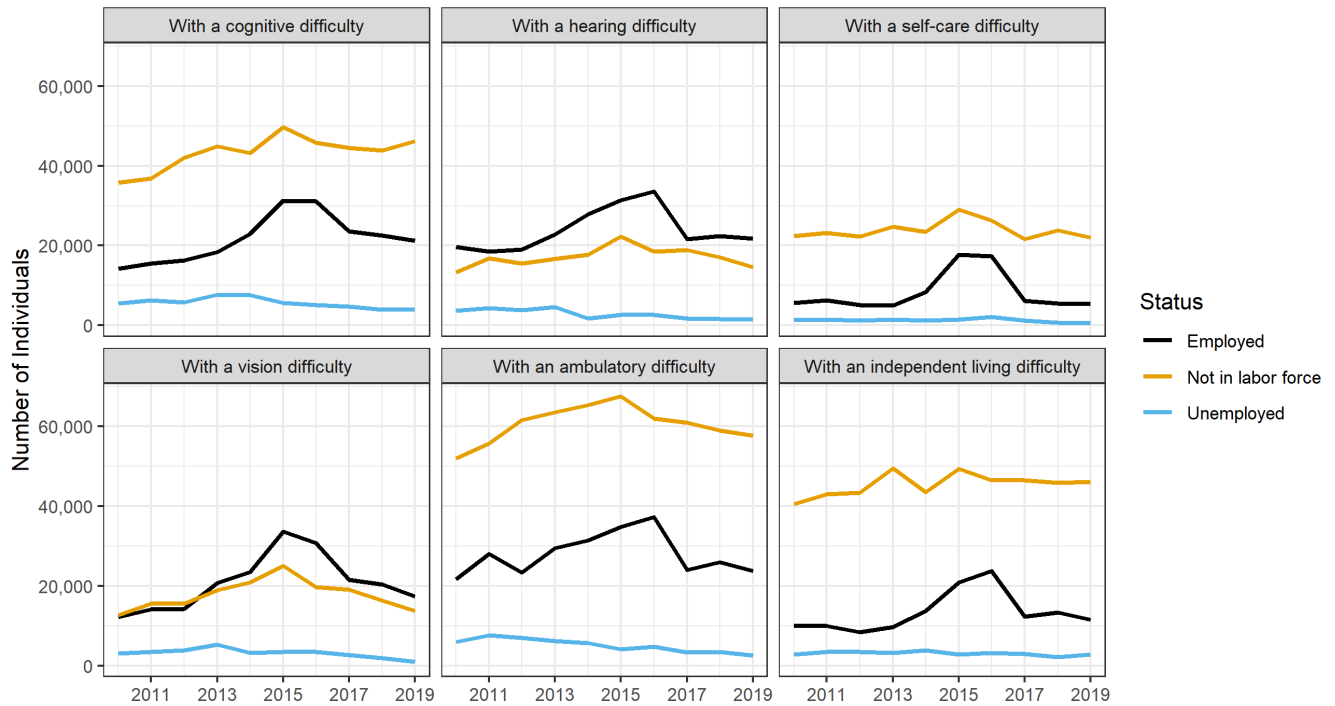 With a cognitive difficulty
With a hearing difficulty
With a self-care difficulty
60,000
40,000
20,000
0
With a vision difficulty
With an ambulatory difficulty
With an independent living difficulty
60,000
40,000
20,000
0
2011 2013 2015 2017 2019
2011 2013 2015 2017 2019
2011 2013 2015 2017 2019
Number of Individuals
Status
Employed
Not in labor force
Unemployed